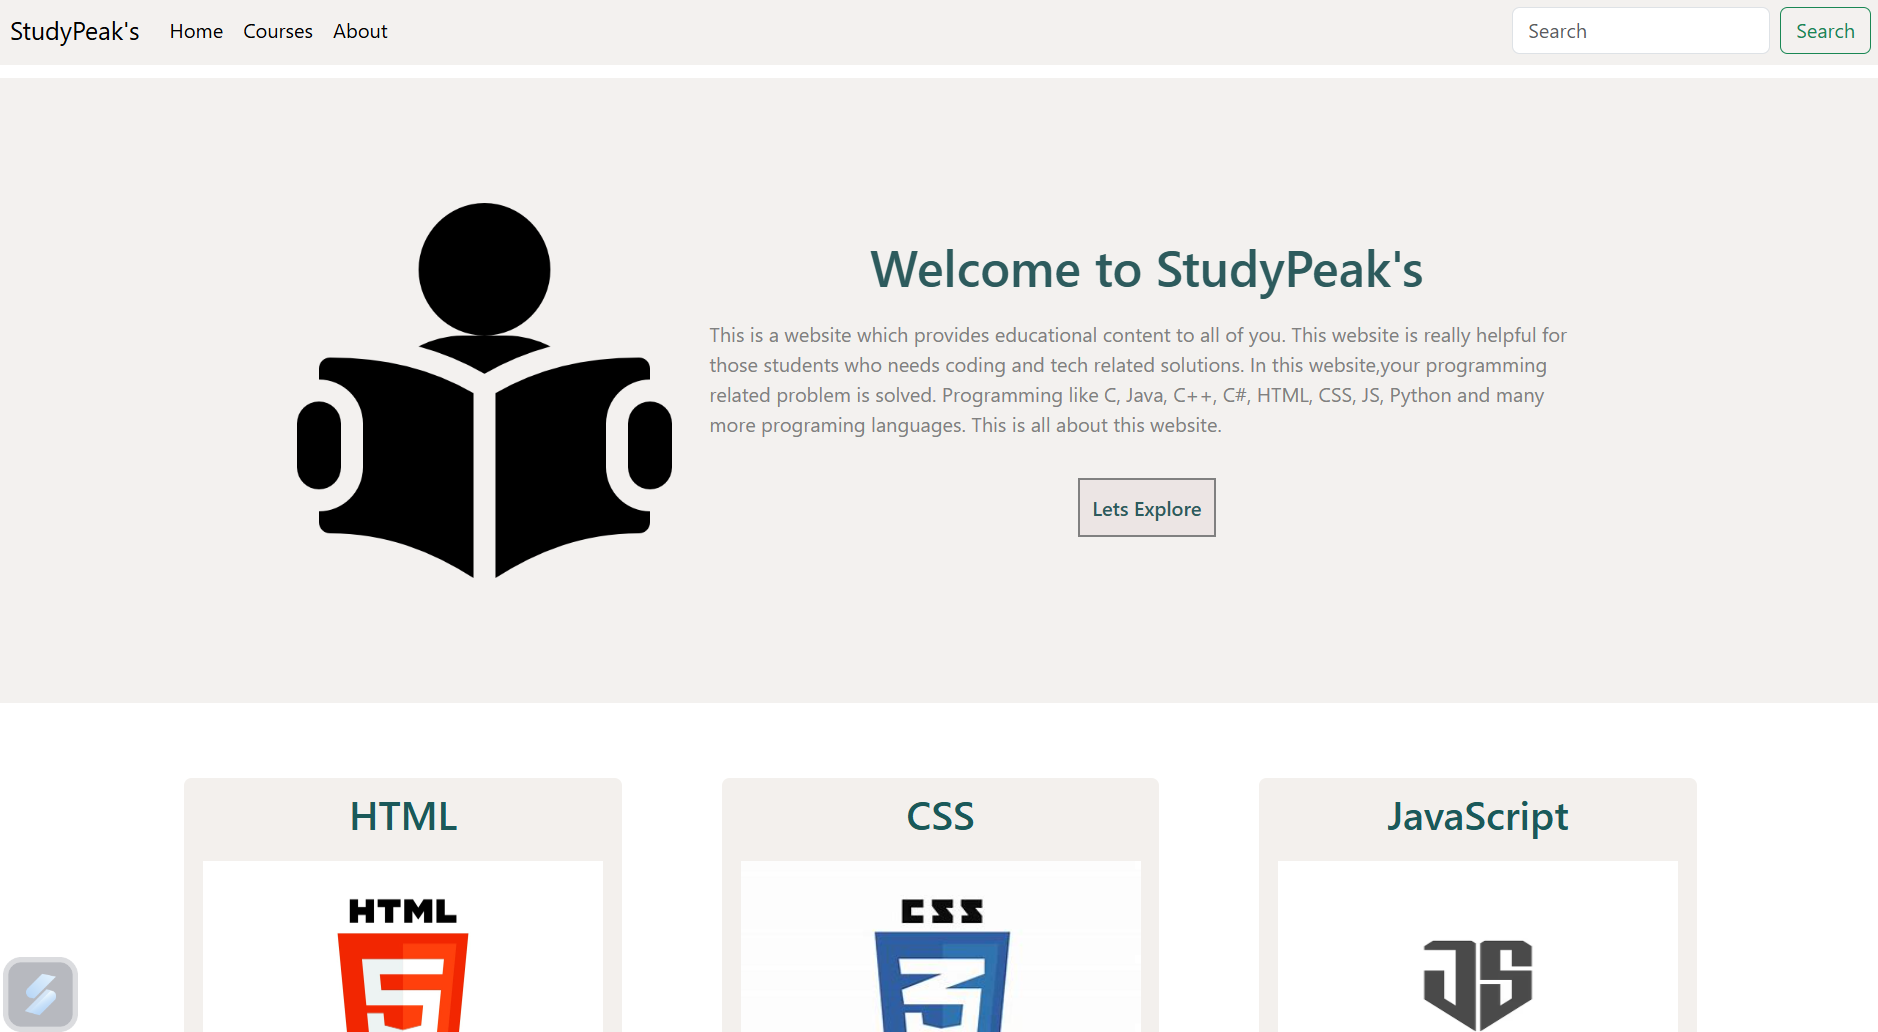 StudyPeak's Home Courses About Search Search
Welcome to StudyPeak's
This is a website which provides educational content to all of you. This website is really helpful for
those students who needs coding and tech related solutions. In this website,your programming
related problem is solved. Programming like C, Java, C++, C#, HTML, CSS, JS, Python and many
more programing languages. This is all about this website.
Lets Explore
HTML CSS JavaScript
HTML CSS
5 3 JS